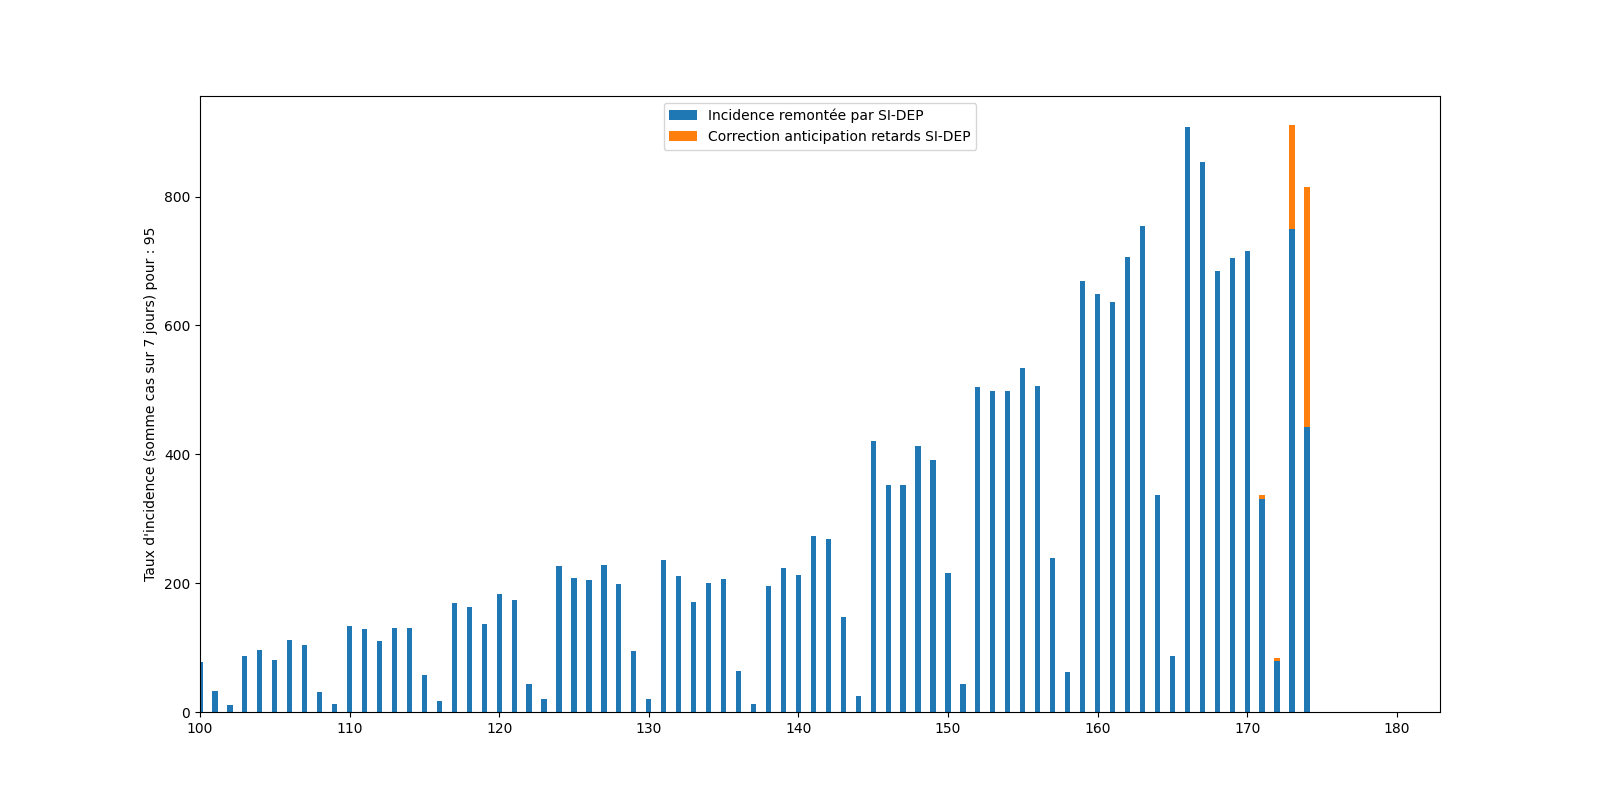 Incidence remontée par SI-DEP
Correction anticipation retards SI-DEP
Taux d'incidence (somme cas sur 7 jours) pour : 95
800
600
400
200
0
100 110 120 130 140 150 160 170 180